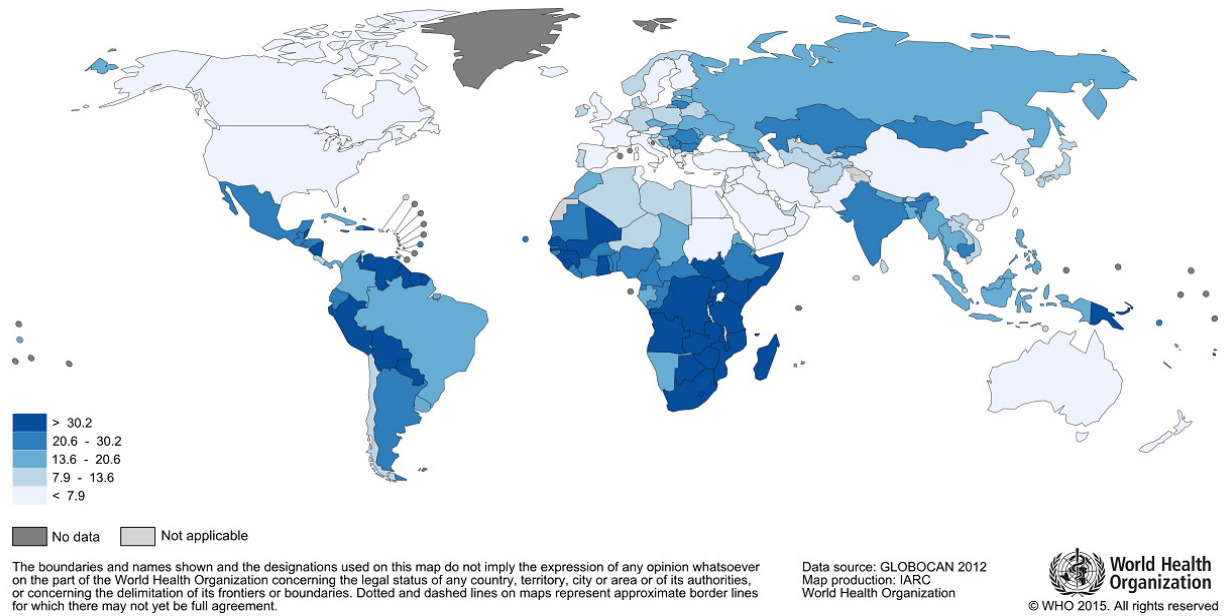 > 30.2
20.6 - 30.2
13.6 - 20.6
7.9 - 13.6
< 7.9
No data
Not applicable
The boundaries and names shown and the designations used on this map do not imply the expression of any opinion whatsoever
on the part of the World Health Organization concerning the legal status of any country, territory, city or area or of its authorities,
or concerning the delimitation of its frontiers or boundaries. Dotted and dashed lines on maps represent approximate border lines
for which there may not yet be full agreement.
Data source: GLOBOCAN 2012
Map production: IARC
World Health Organization
World Health
Organization
© WHO 2015. All rights reserved